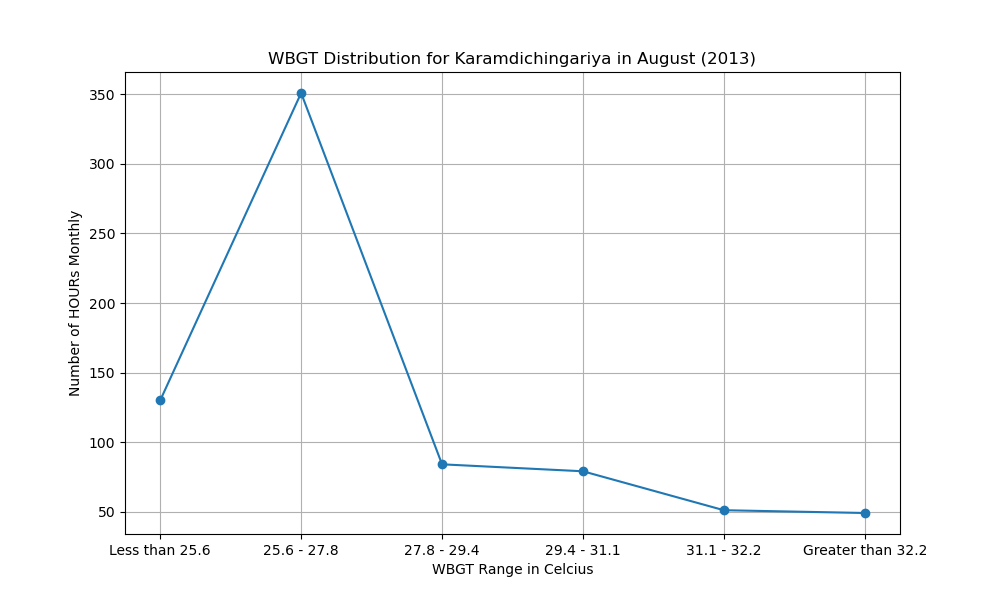 WBGT Distribution for Karamdichingariya in August (2013)
350
300
250
200
150
100
50
Number of HOURs Monthly
Less than 25.6
25.6 - 27.8
27.8 - 29.4
29.4 - 31.1
31.1 - 32.2
Greater than 32.2
WBGT Range in Celcius